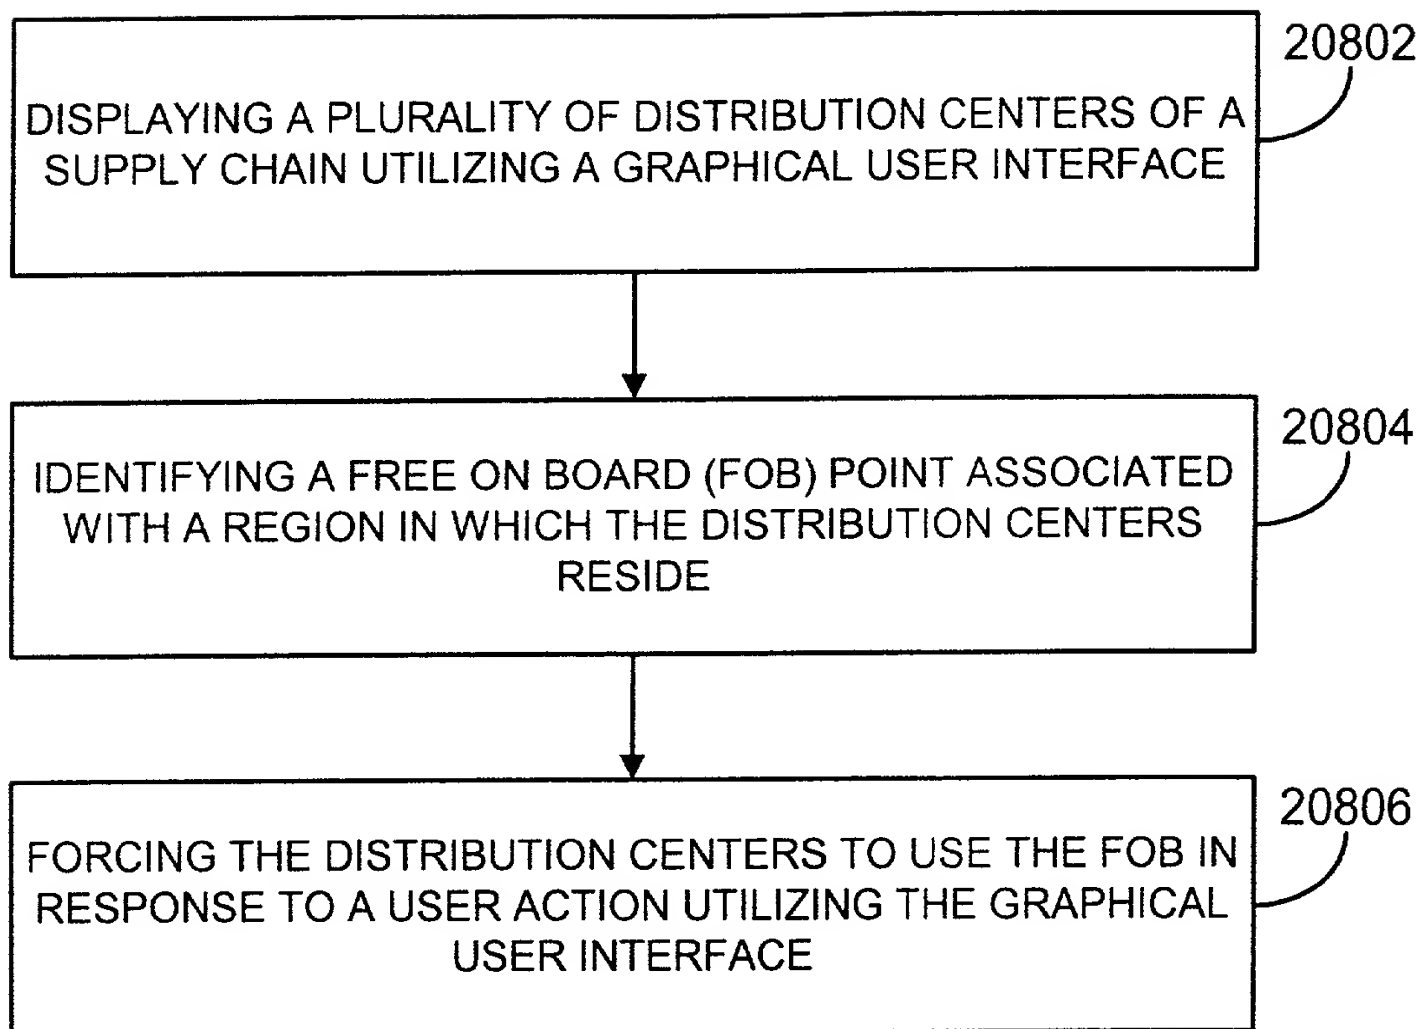 20802
DISPLAYING A PLURALITY OF DISTRIBUTION CENTERS OF A
SUPPLY CHAIN UTILIZING A GRAPHICAL USER INTERFACE
20804
IDENTIFYING A FREE ON BOARD (FOB) POINT ASSOCIATED
WITH A REGION IN WHICH THE DISTRIBUTION CENTERS
RESIDE
20806
FORCING THE DISTRIBUTION CENTERS TO USE THE FOB IN
RESPONSE TO A USER ACTION UTILIZING THE GRAPHICAL
USER INTERFACE